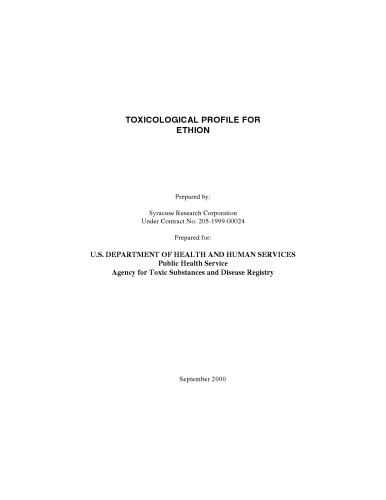 TOXICOLOGICAL PROFILE FOR
ETHION
Prepared by:
Syracuse Research Corporation
Under Contract No. 205-1999-00024
Prepared for:
U.S. DEPARTMENT OF HEALTH AND HUMAN SERVICES
Public Health Service
Agency for Toxic Substances and Disease Registry
September 2000